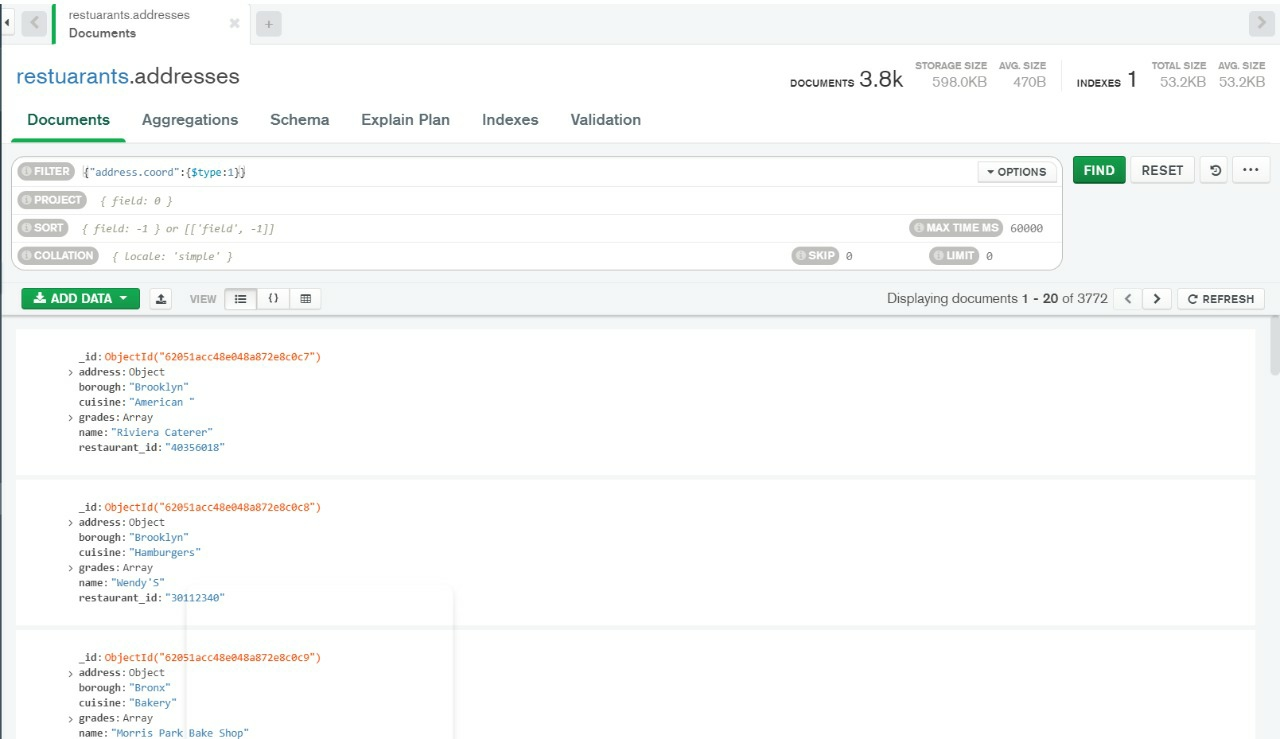 restuarants.addresses
Documents
restuarants.addresses
DOCUMENTS 3.8k STORAGE SIZE 598.0KB AVG. SIZE 470B INDEXES 1 TOTAL SIZE 53.2KB AVG. SIZE 53.2KB
Documents Aggregations Schema Explain Plan Indexes Validation
FILTER {"address.coord":{$type:1}} OPTIONS FIND RESET
PROJECT { field: 0 }
SORT { field: -1 } or [['field', -1]] MAX TIME MS 60000
COLLATION { locale: 'simple' } SKIP 0 LIMIT 0
ADD DATA VIEW {} Displaying documents 1 - 20 of 3772 REFRESH
_id: ObjectId("62051acc48e048a872e8c0c7")
address: Object
borough: "Brooklyn"
cuisine: "American "
grades: Array
name: "Riviera Caterer"
restaurant_id: "40356018"
_id: ObjectId("62051acc48e048a872e8c0c8")
address: Object
borough: "Brooklyn"
cuisine: "Hamburgers"
grades: Array
name: "Wendy'S"
restaurant_id: "30112340"
_id: ObjectId("62051acc48e048a872e8c0c9")
address: Object
borough: "Bronx"
cuisine: "Bakery"
grades: Array
name: "Morris Park Bake Shop"